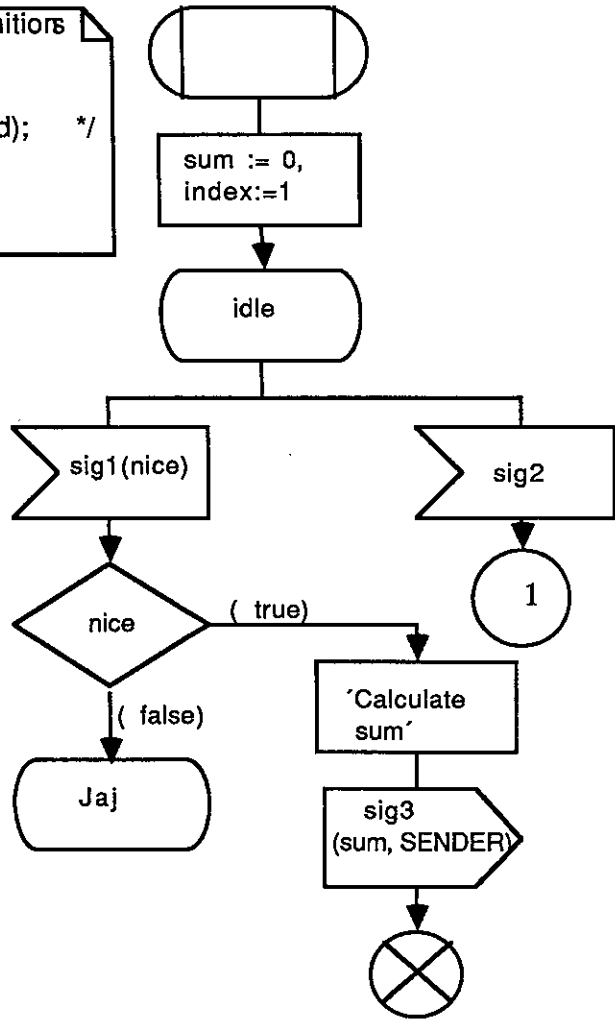 nitions
d); */
sum := 0,
index:=1
idle
sig1(nice)
sig2
1
nice
( true)
( false)
´Calculate
sum´
Jaj
sig3
(sum, SENDER)